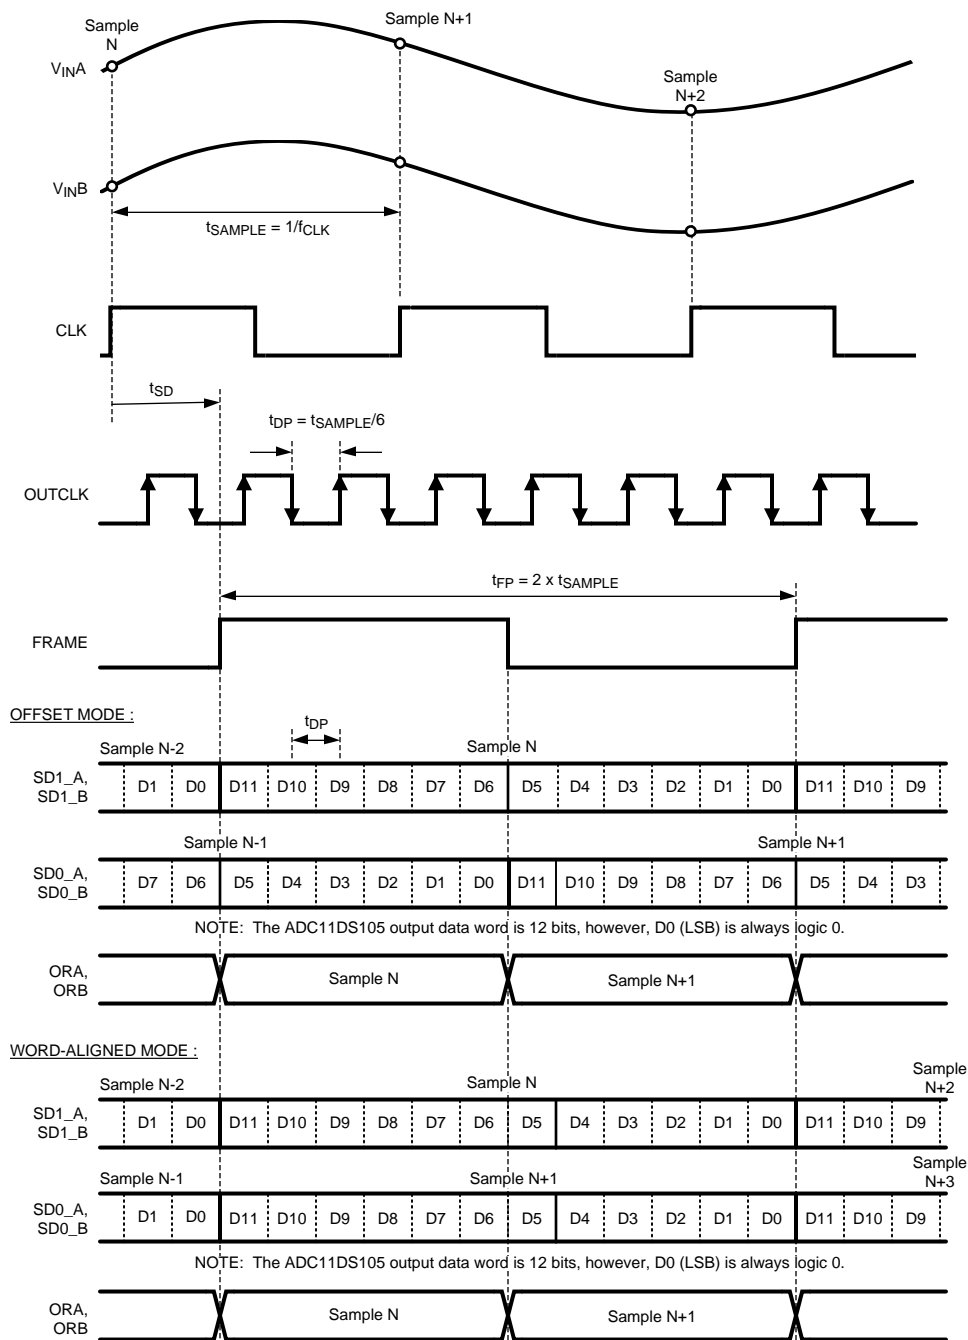 Sample
N
Sample N+1
VINA
Sample
N+2
VINB
tSAMPLE = 1/fCLK
CLK
tSD
tDP = tSAMPLE/6
OUTCLK
tFP = 2 x tSAMPLE
FRAME
OFFSET MODE :
tDP
Sample N-2
Sample N
SD1_A,
SD1_B
D1 D0 D11 D10 D9 D8 D7 D6 D5 D4 D3 D2 D1 D0 D11 D10 D9
Sample N-1
Sample N+1
SD0_A,
SD0_B
D7 D6 D5 D4 D3 D2 D1 D0 D11 D10 D9 D8 D7 D6 D5 D4 D3
NOTE: The ADC11DS105 output data word is 12 bits, however, D0 (LSB) is always logic 0.
ORA,
ORB
Sample N
Sample N+1
WORD-ALIGNED MODE :
Sample N-2
Sample N
Sample
N+2
SD1_A,
SD1_B
D1 D0 D11 D10 D9 D8 D7 D6 D5 D4 D3 D2 D1 D0 D11 D10 D9
Sample N-1
Sample N+1
Sample
N+3
SD0_A,
SD0_B
D1 D0 D11 D10 D9 D8 D7 D6 D5 D4 D3 D2 D1 D0 D11 D10 D9
NOTE: The ADC11DS105 output data word is 12 bits, however, D0 (LSB) is always logic 0.
ORA,
ORB
Sample N
Sample N+1